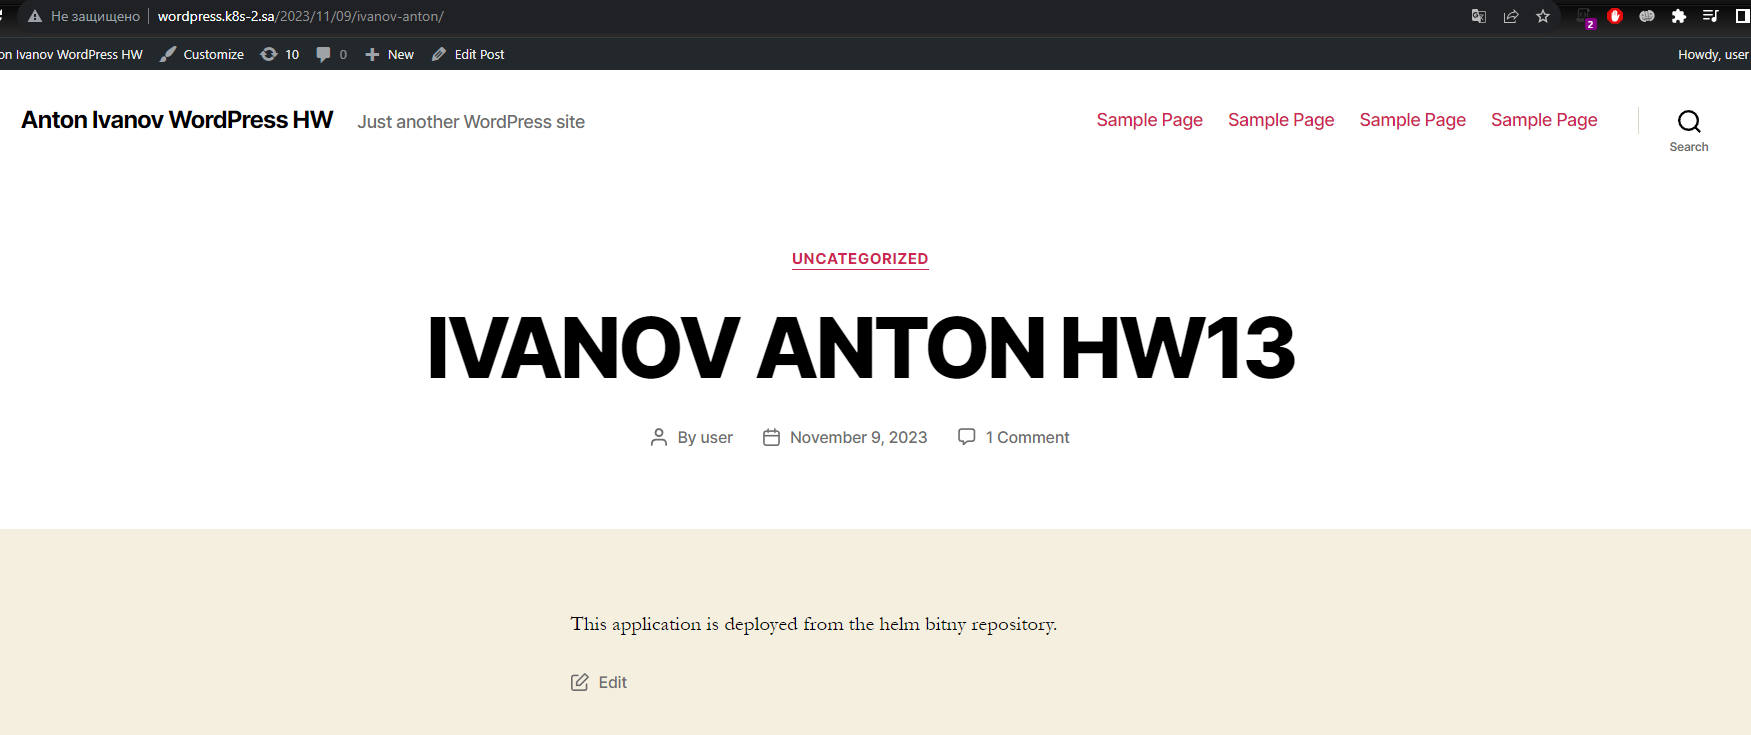 Не защищено wordpress.k8s-2.sa/2023/11/09/ivanov-anton/
2
on Ivanov WordPress HW Customize 10 0 New Edit Post Howdy, user
Anton Ivanov WordPress HW Just another WordPress site Sample Page Sample Page Sample Page Sample Page
Search
UNCATEGORIZED
IVANOV ANTON HW13
By user November 9, 2023 1 Comment
This application is deployed from the helm bitny repository.
Edit